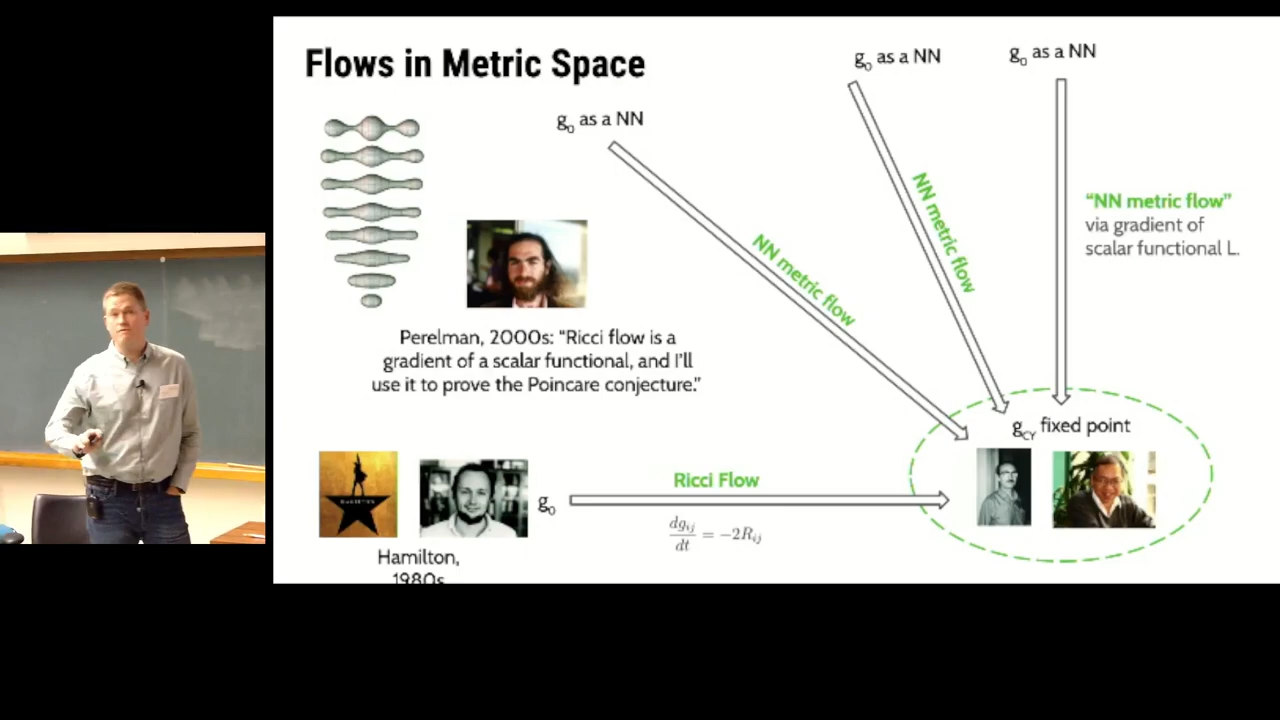 Flows in Metric Space
g0 as a NN
g0 as a NN
g0 as a NN
NN metric flow
NN metric flow
“NN metric flow”
via gradient of
scalar functional L.
Perelman, 2000s: “Ricci flow is a
gradient of a scalar functional, and I’ll
use it to prove the Poincare conjecture.”
gCY fixed point
HAMILTON
Hamilton,
1980s
g0
Ricci Flow
dgij/dt = −2Rij